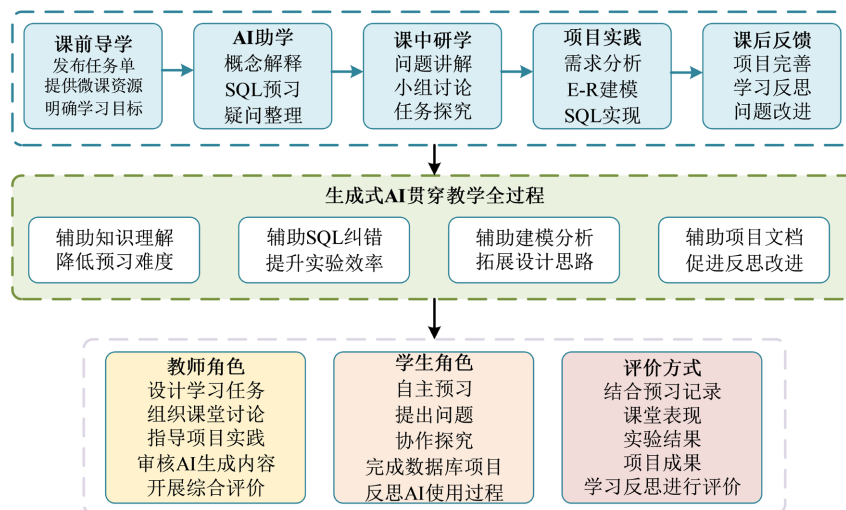 课前导学
发布任务单
提供微课资源
明确学习目标
AI助学
概念解释
SQL预习
疑问整理
课中研学
问题讲解
小组讨论
任务探究
项目实践
需求分析
E-R建模
SQL实现
课后反馈
项目完善
学习反思
问题改进
生成式AI贯穿教学全过程
辅助知识理解
降低预习难度
辅助SQL纠错
提升实验效率
辅助建模分析
拓展设计思路
辅助项目文档
促进反思改进
教师角色
设计学习任务
组织课堂讨论
指导项目实践
审核AI生成内容
开展综合评价
学生角色
自主预习
提出问题
协作探究
完成数据库项目
反思AI使用过程
评价方式
结合预习记录
课堂表现
实验结果
项目成果
学习反思进行评价